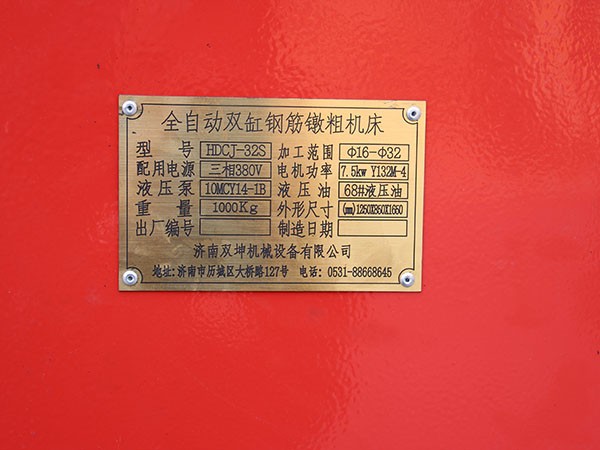 全自动双缸钢筋镦粗机床
型 号 HDCJ-32S 加工范围 Φ16-Φ32
配用电源 三相380V 电机功率 7.5kw Y132M-4
液压泵 10MCY14-1B 液压油 68#液压油
重 量 1000Kg 外形尺寸 (mm)1250X850X1660
出厂编号 制造日期
济南双坤机械设备有限公司
地址:济南市历城区大桥路127号 电话: 0531-88668645